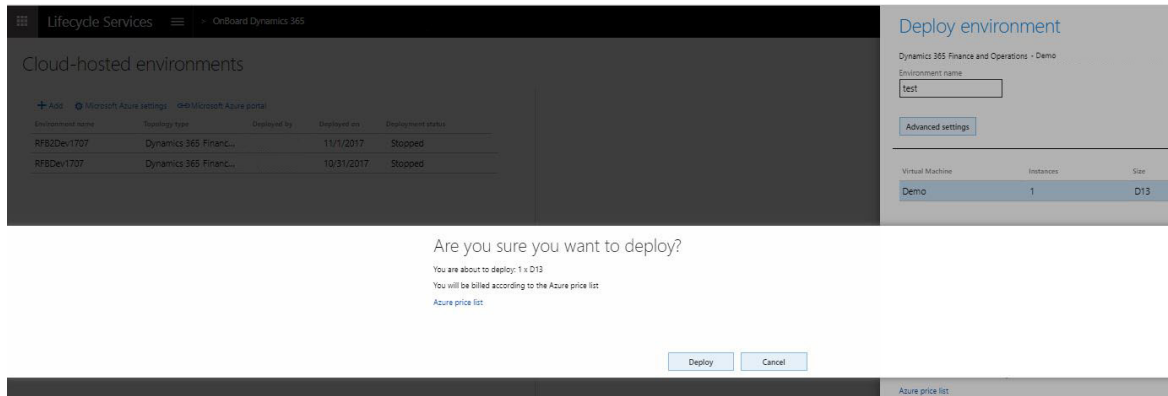 Lifecycle Services
OnBoard Dynamics 365
Cloud-hosted environments
+ Add Microsoft Azure settings Microsoft Azure portal
Environment name Topology type Deployed by Deployed on Deployment status
RFB2Dev1707 Dynamics 365 Financ... 11/1/2017 Stopped
RFBDev1707 Dynamics 365 Financ... 10/31/2017 Stopped
Deploy environment
Dynamics 365 Finance and Operations - Demo
Environment name
test
Advanced settings
Virtual Machine Instances Size
Demo 1 D13
Are you sure you want to deploy?
You are about to deploy: 1 x D13
You will be billed according to the Azure price list
Azure price list
Deploy Cancel
Azure price list